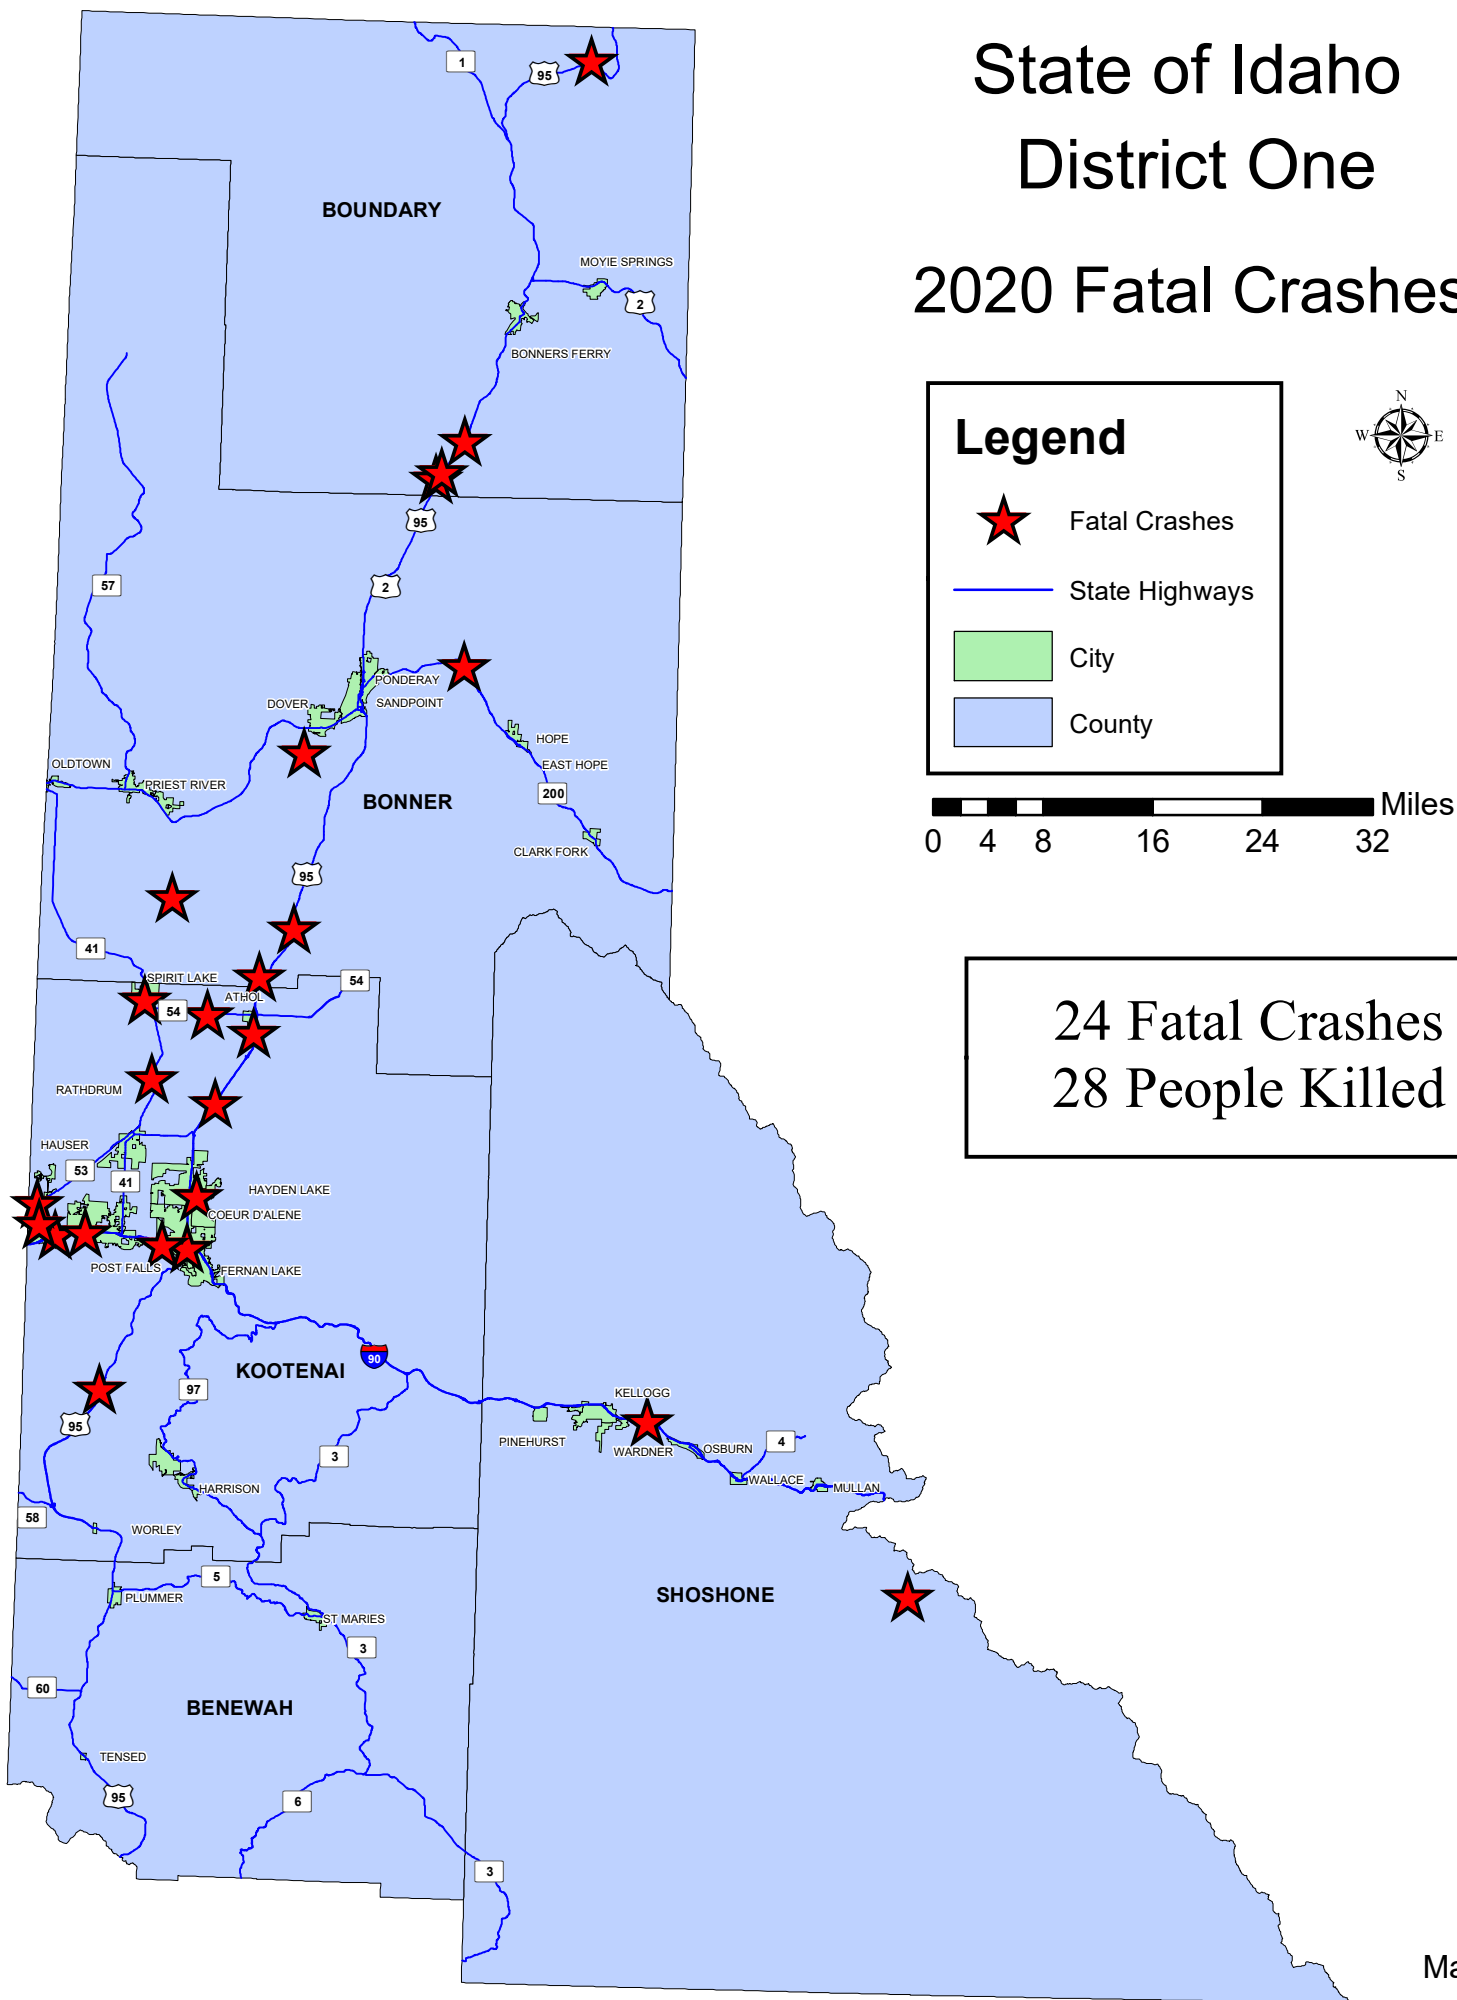 State of Idaho
District One
2020 Fatal Crashes
1
95
BOUNDARY
MOYIE SPRINGS
2
BONNERS FERRY
Legend
Fatal Crashes
State Highways
City
County
N
W E
S
Miles
0 4 8 16 24 32
95
57
2
PONDERAY
DOVER
SANDPOINT
HOPE
OLDTOWN
EAST HOPE
PRIEST RIVER
200
BONNER
CLARK FORK
95
41
SPIRIT LAKE
54
ATHOL
54
24 Fatal Crashes
28 People Killed
RATHDRUM
HAUSER
53
41
HAYDEN LAKE
COEUR D'ALENE
POST FALLS
FERNAN LAKE
90
KOOTENAI
97
95
KELLOGG
PINEHURST
WARDNER
OSBURN
4
3
WALLACE
MULLAN
HARRISON
58
WORLEY
5
PLUMMER
SHOSHONE
ST MARIES
3
60
BENEWAH
TENSED
95
6
3
Ma